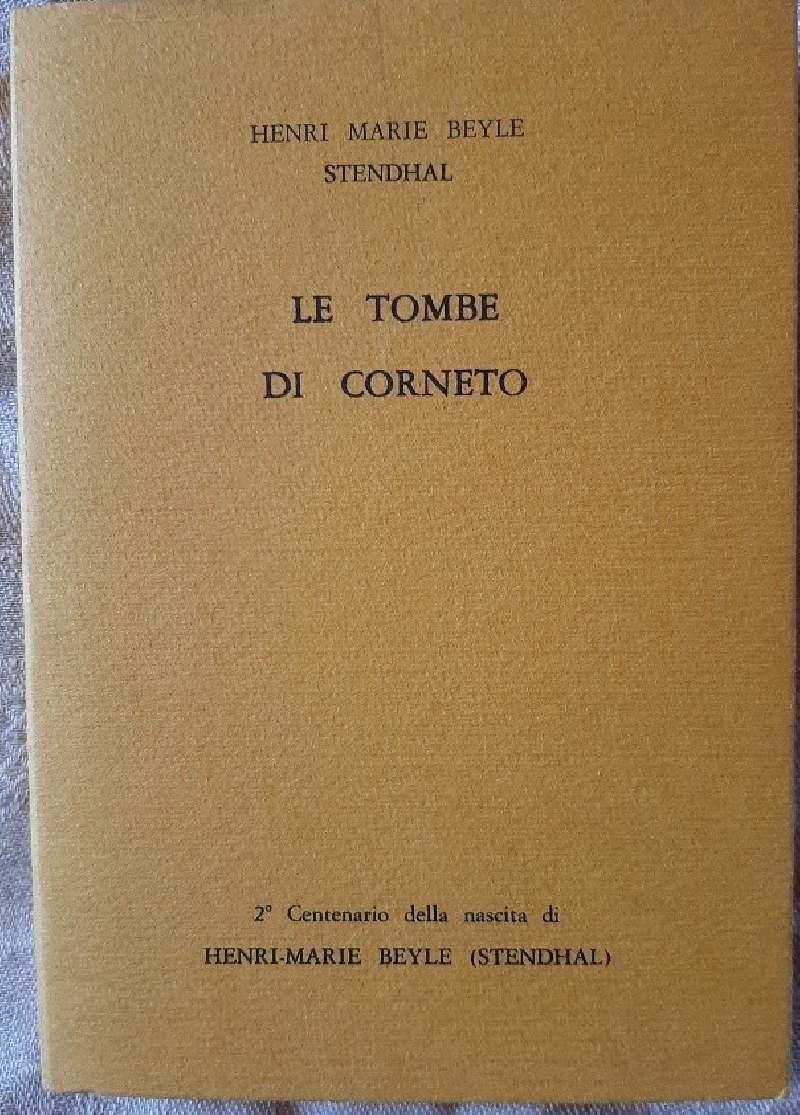 HENRI MARIE BEYLE
STENDHAL
LE TOMBE
DI CORNETO
2° Centenario della nascita di
HENRI-MARIE BEYLE (STENDHAL)